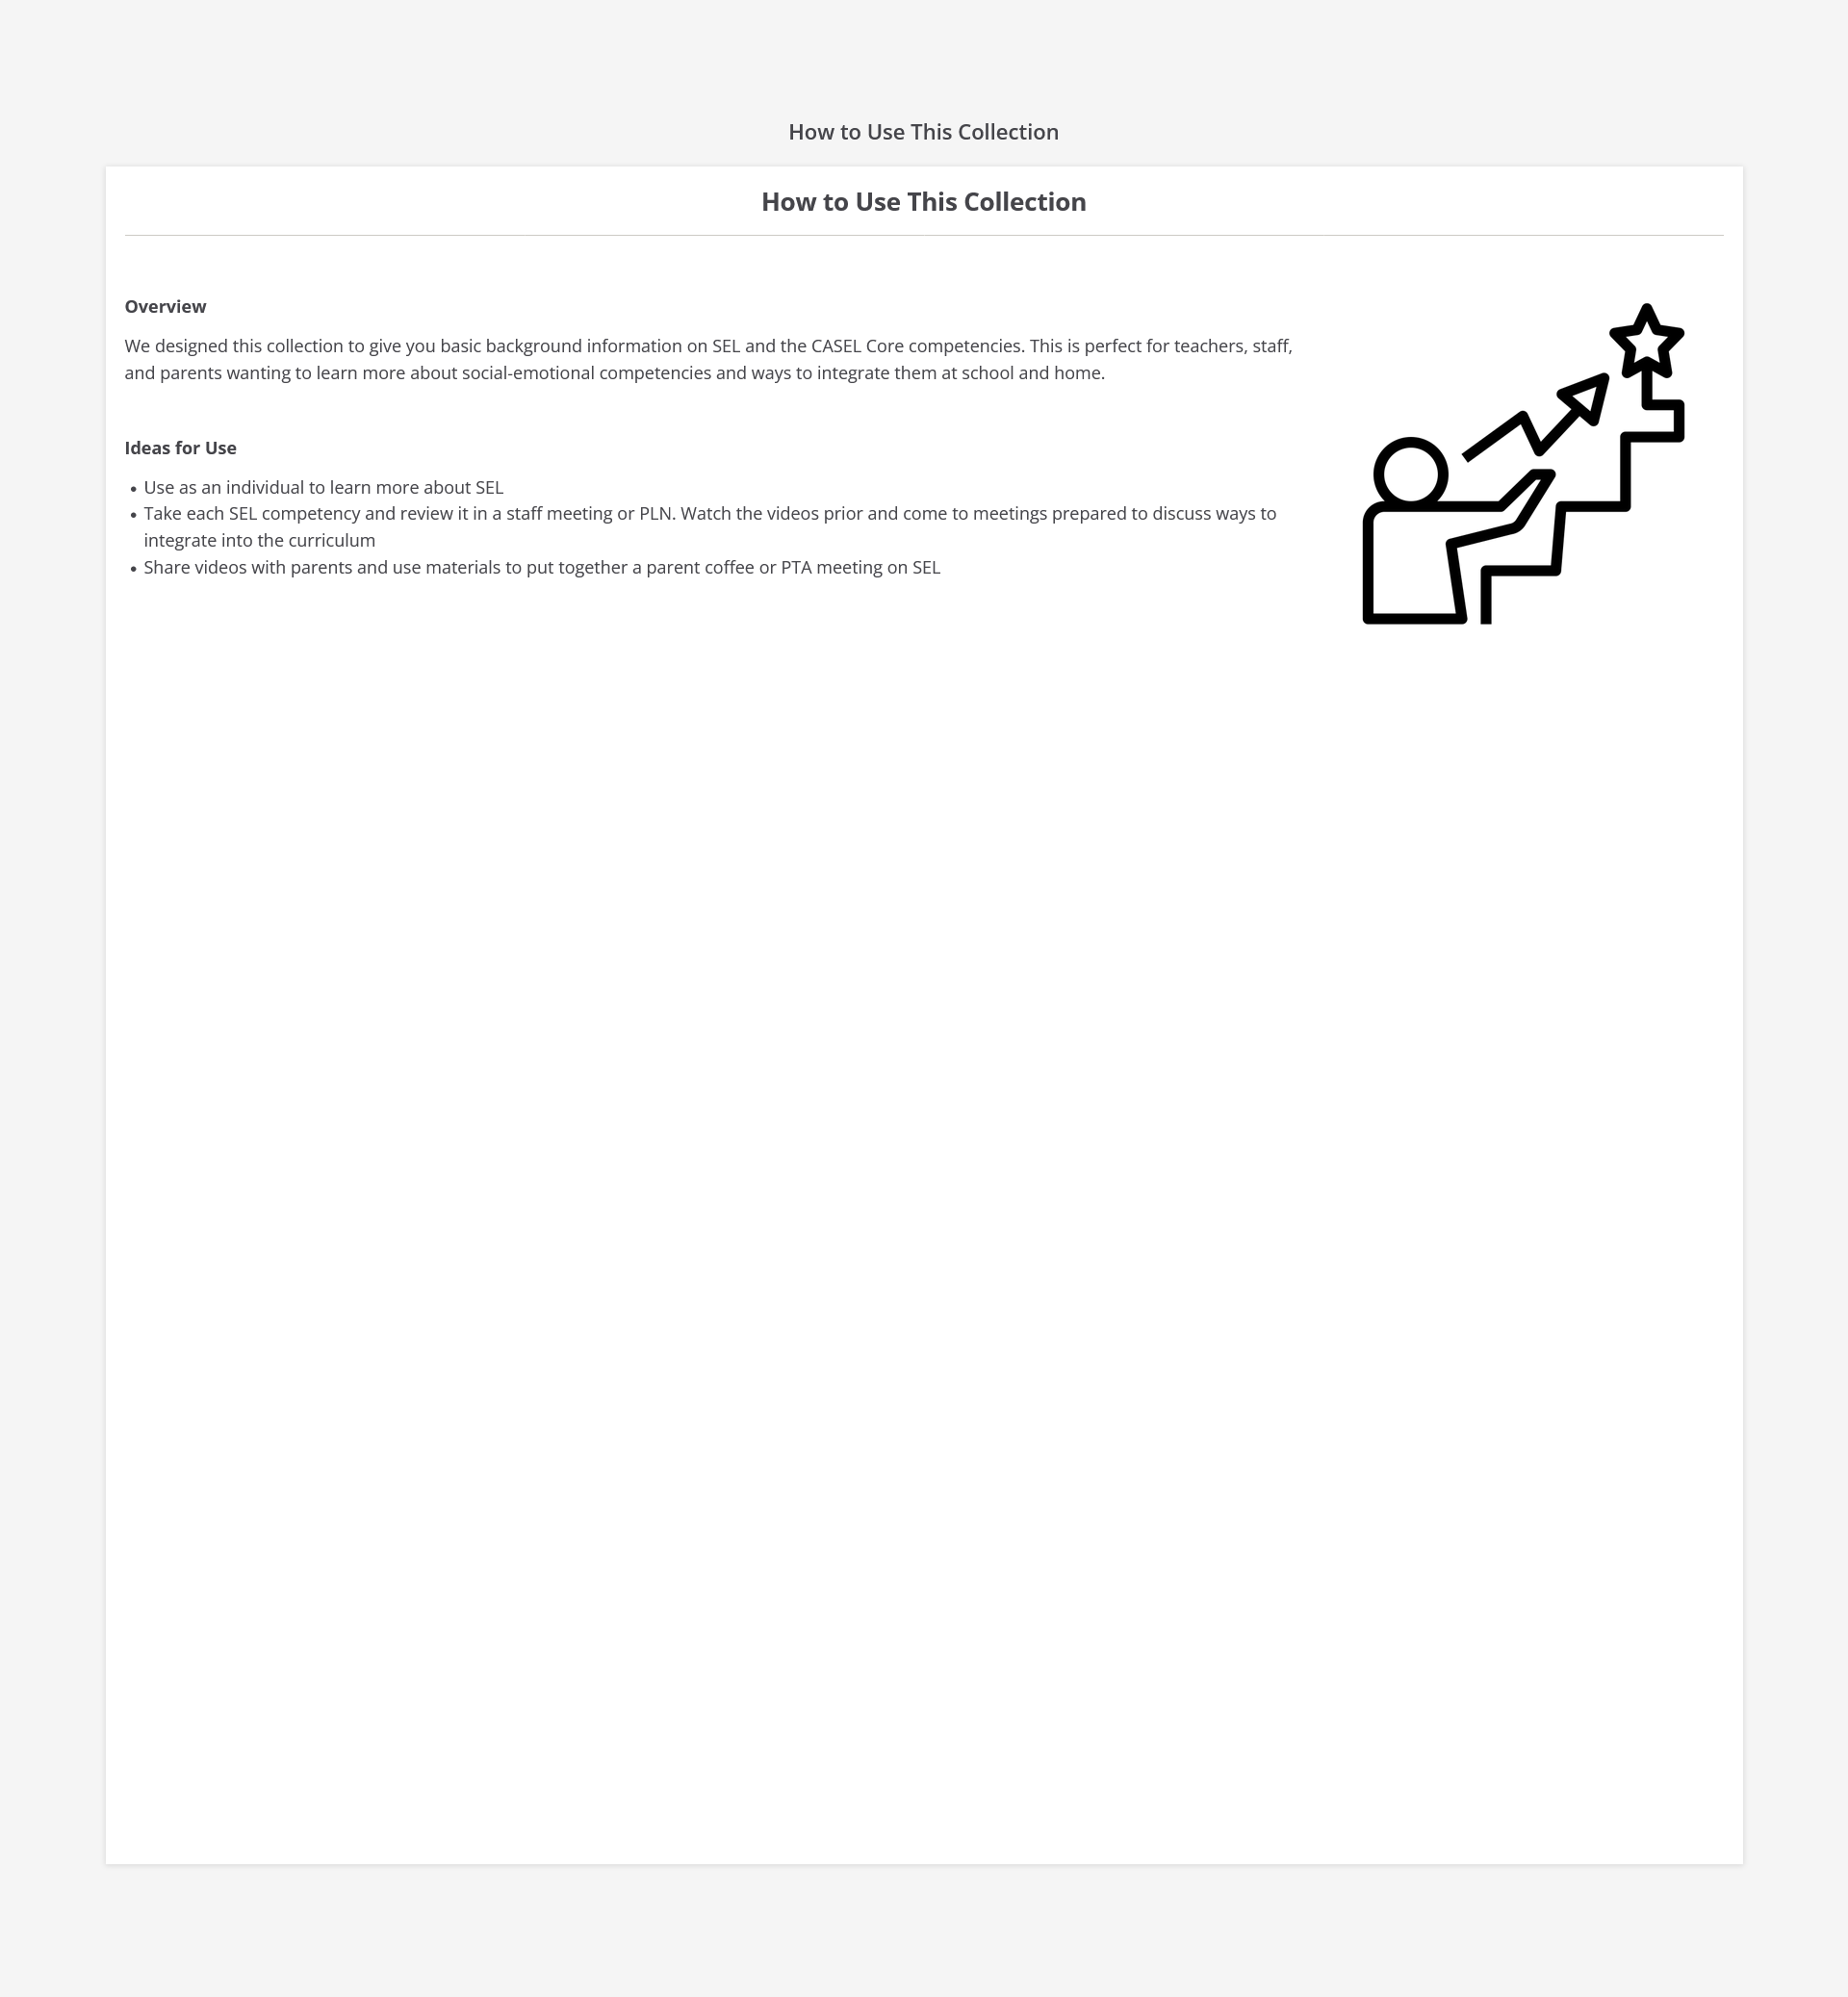 How to Use This Collection
How to Use This Collection
Overview
We designed this collection to give you basic background information on SEL and the CASEL Core competencies. This is perfect for teachers, staff,
and parents wanting to learn more about social-emotional competencies and ways to integrate them at school and home.
Ideas for Use
• Use as an individual to learn more about SEL
• Take each SEL competency and review it in a staff meeting or PLN. Watch the videos prior and come to meetings prepared to discuss ways to
integrate into the curriculum
• Share videos with parents and use materials to put together a parent coffee or PTA meeting on SEL